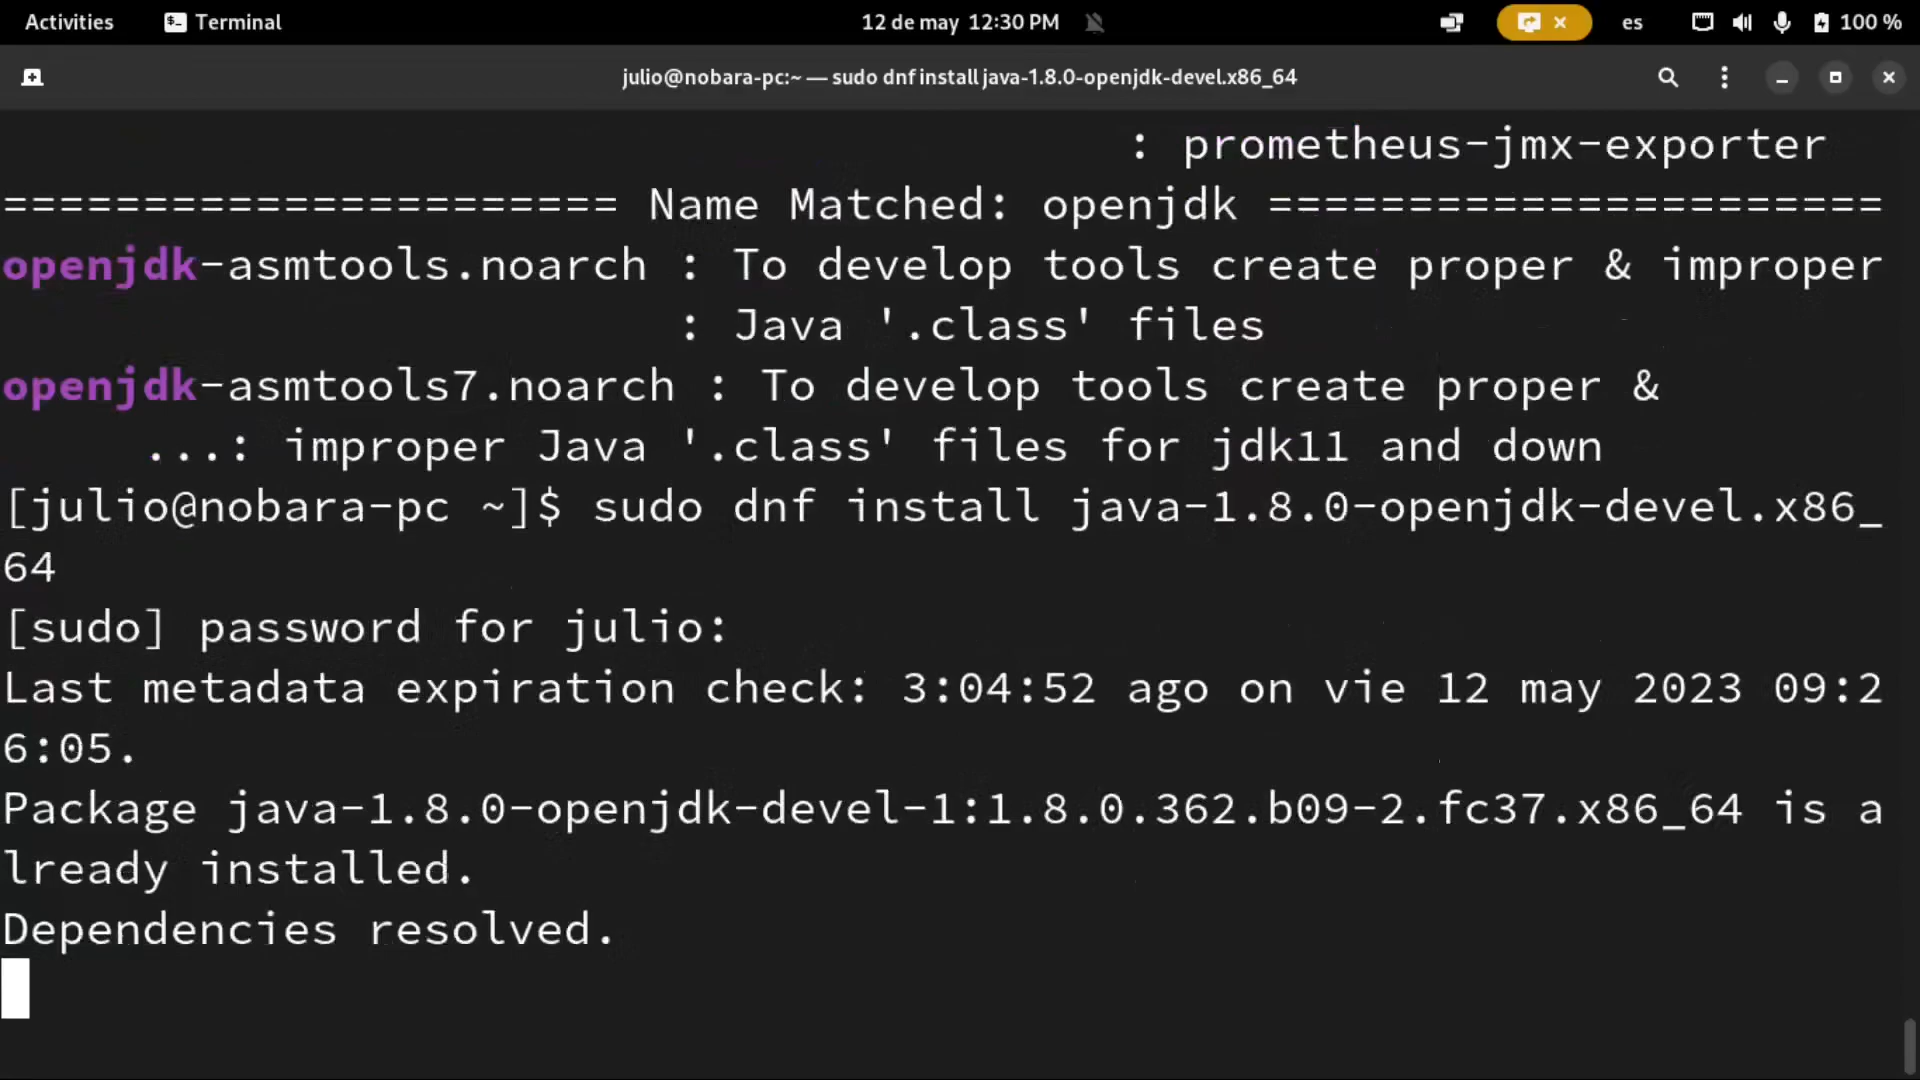 Activities Terminal 12 de may 12:30 PM es 100 %
julio@nobara-pc:~ — sudo dnf install java-1.8.0-openjdk-devel.x86_64
: prometheus-jmx-exporter
====================== Name Matched: openjdk ======================
openjdk-asmtools.noarch : To develop tools create proper & improper
: Java '.class' files
openjdk-asmtools7.noarch : To develop tools create proper &
...: improper Java '.class' files for jdk11 and down
[julio@nobara-pc ~]$ sudo dnf install java-1.8.0-openjdk-devel.x86_
64
[sudo] password for julio:
Last metadata expiration check: 3:04:52 ago on vie 12 may 2023 09:2
6:05.
Package java-1.8.0-openjdk-devel-1:1.8.0.362.b09-2.fc37.x86_64 is a
lready installed.
Dependencies resolved.